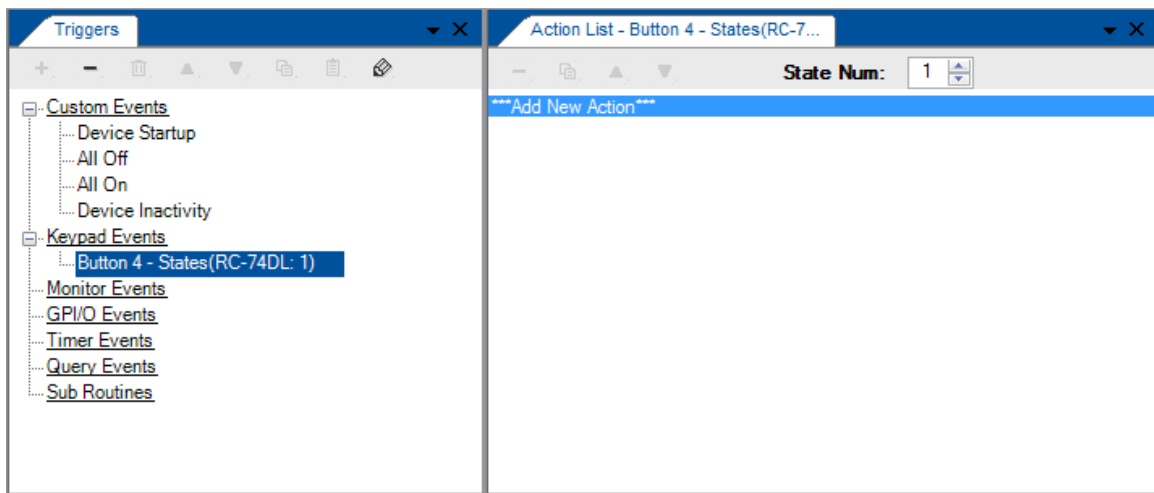 Triggers
Custom Events
Device Startup
All Off
All On
Device Inactivity
Keypad Events
Button 4 - States(RC-74DL: 1)
Monitor Events
GPI/O Events
Timer Events
Query Events
Sub Routines
Action List - Button 4 - States(RC-7...
State Num: 1
***Add New Action***